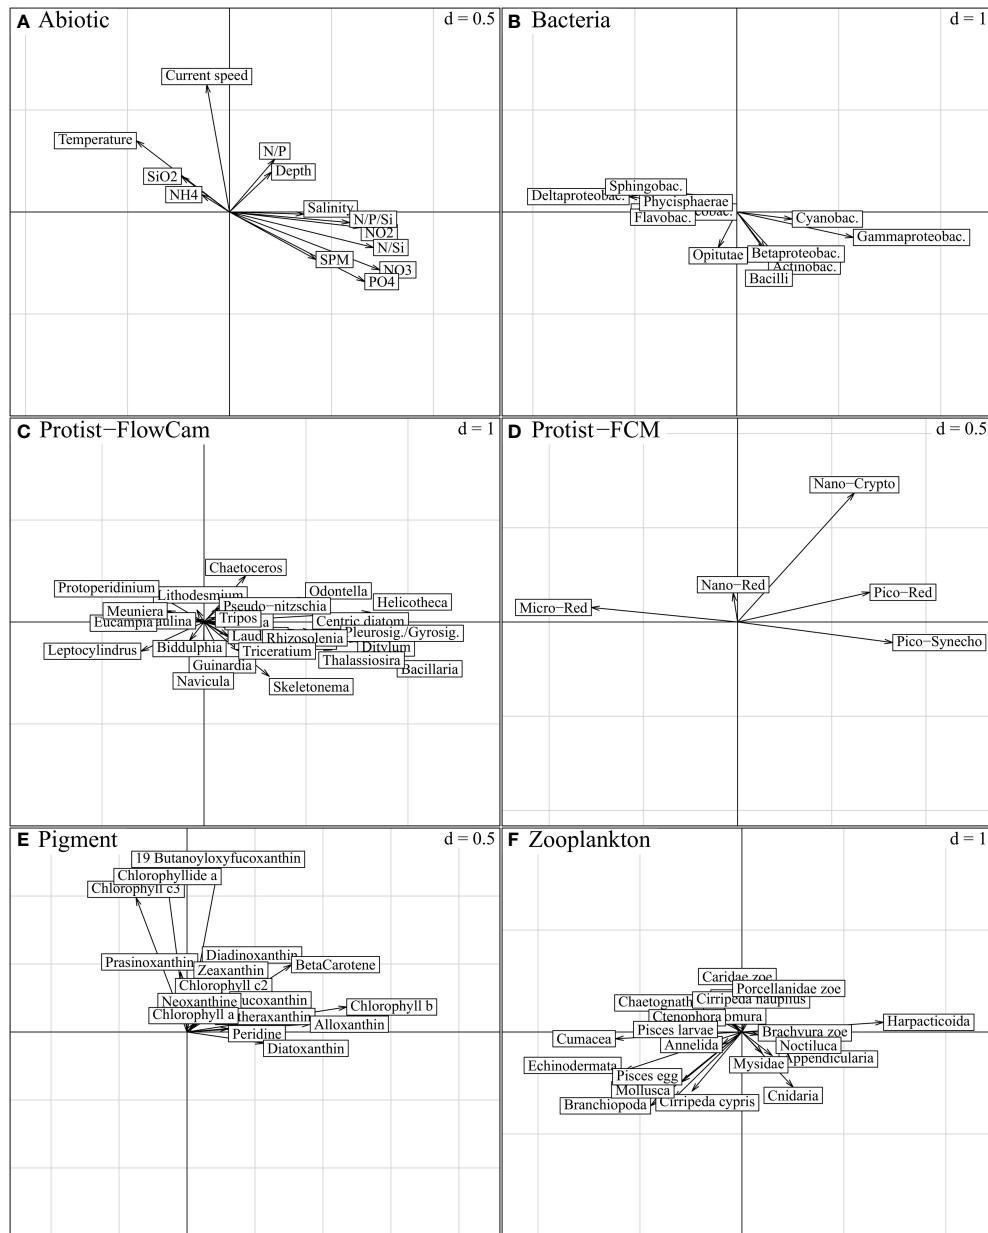 A Abiotic d = 0.5
Current speed
Temperature
N/P
Depth
SiO2
NH4
Salinity
N/P/Si
NO2
N/Si
SPM
NO3
PO4
B Bacteria d = 1
Sphingobac.
Deltaproteobac.
Phycisphaerae
Flavobac.
Cyanobac.
Gammaproteobac.
Opitutae
Betaproteobac.
Actinobac.
Bacilli
C Protist−FlowCam d = 1
Chaetoceros
Protoperidinium
Lithodesmium
Odontella
Pseudo−nitzschia
Helicotheca
Meuniera
Tripos
Eucampia
Centric diatom
Pleurosig./Gyrosig.
Rhizosolenia
Biddulphia
Ditylum
Leptocylindrus
Triceratium
Thalassiosira
Guinardia
Bacillaria
Navicula
Skeletonema
D Protist−FCM d = 0.5
Nano−Crypto
Nano−Red
Pico−Red
Micro−Red
Pico−Synecho
E Pigment d = 0.5
19 Butanoyloxyfucoxanthin
Chlorophyllide a
Chlorophyll c3
Diadinoxanthin
Prasinoxanthin
BetaCarotene
Zeaxanthin
Chlorophyll c2
Neoxanthine
Chlorophyll b
Chlorophyll a
Alloxanthin
Peridine
Diatoxanthin
F Zooplankton d = 1
Caridae zoe
Porcellanidae zoe
Cirripeda nauplius
Ctenophora
Harpacticoida
Pisces larvae
Brachyura zoe
Cumacea
Annelida
Noctiluca
Appendicularia
Echinodermata
Mysidae
Pisces egg
Mollusca
Cnidaria
Branchiopoda
Cirripeda cypris